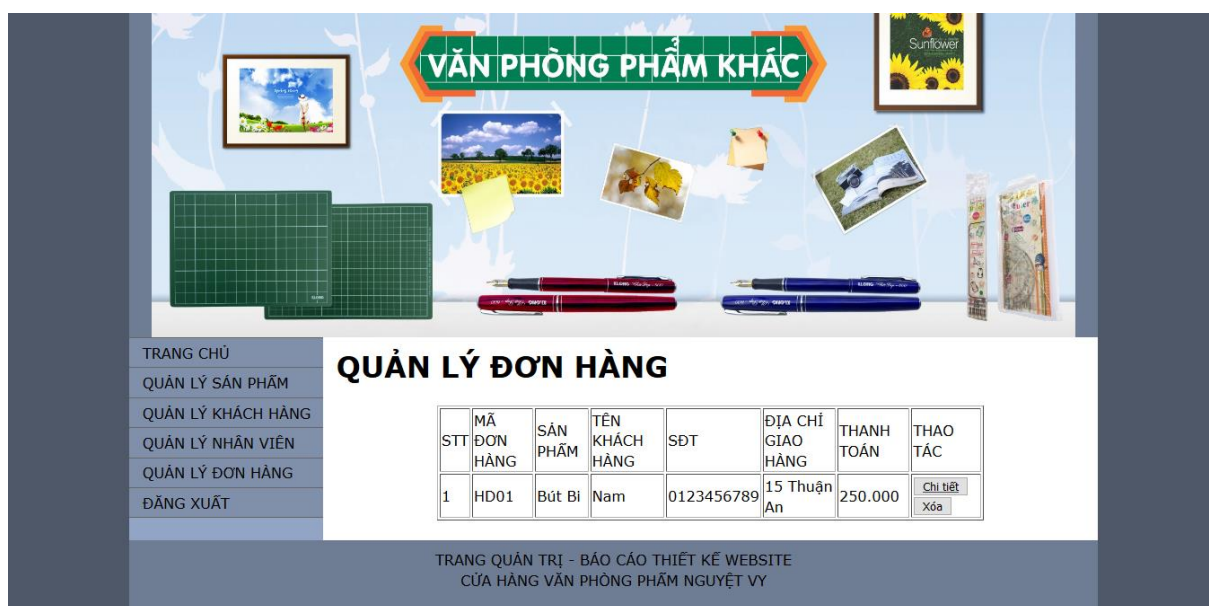 VĂN PHÒNG PHẨM KHÁC
Sunflower
TRANG CHỦ
QUẢN LÝ SẢN PHẨM
QUẢN LÝ KHÁCH HÀNG
QUẢN LÝ NHÂN VIÊN
QUẢN LÝ ĐƠN HÀNG
ĐĂNG XUẤT
QUẢN LÝ ĐƠN HÀNG
STT
MÃ
ĐƠN
HÀNG
SẢN
PHẨM
TÊN
KHÁCH
HÀNG
SĐT
ĐỊA CHỈ
GIAO
HÀNG
THANH
TOÁN
THAO
TÁC
1
HD01
Bút Bi
Nam
0123456789
15 Thuận
An
250.000
Chi tiết
Xóa
TRANG QUẢN TRỊ - BÁO CÁO THIẾT KẾ WEBSITE
CỬA HÀNG VĂN PHÒNG PHẨM NGUYỆT VY